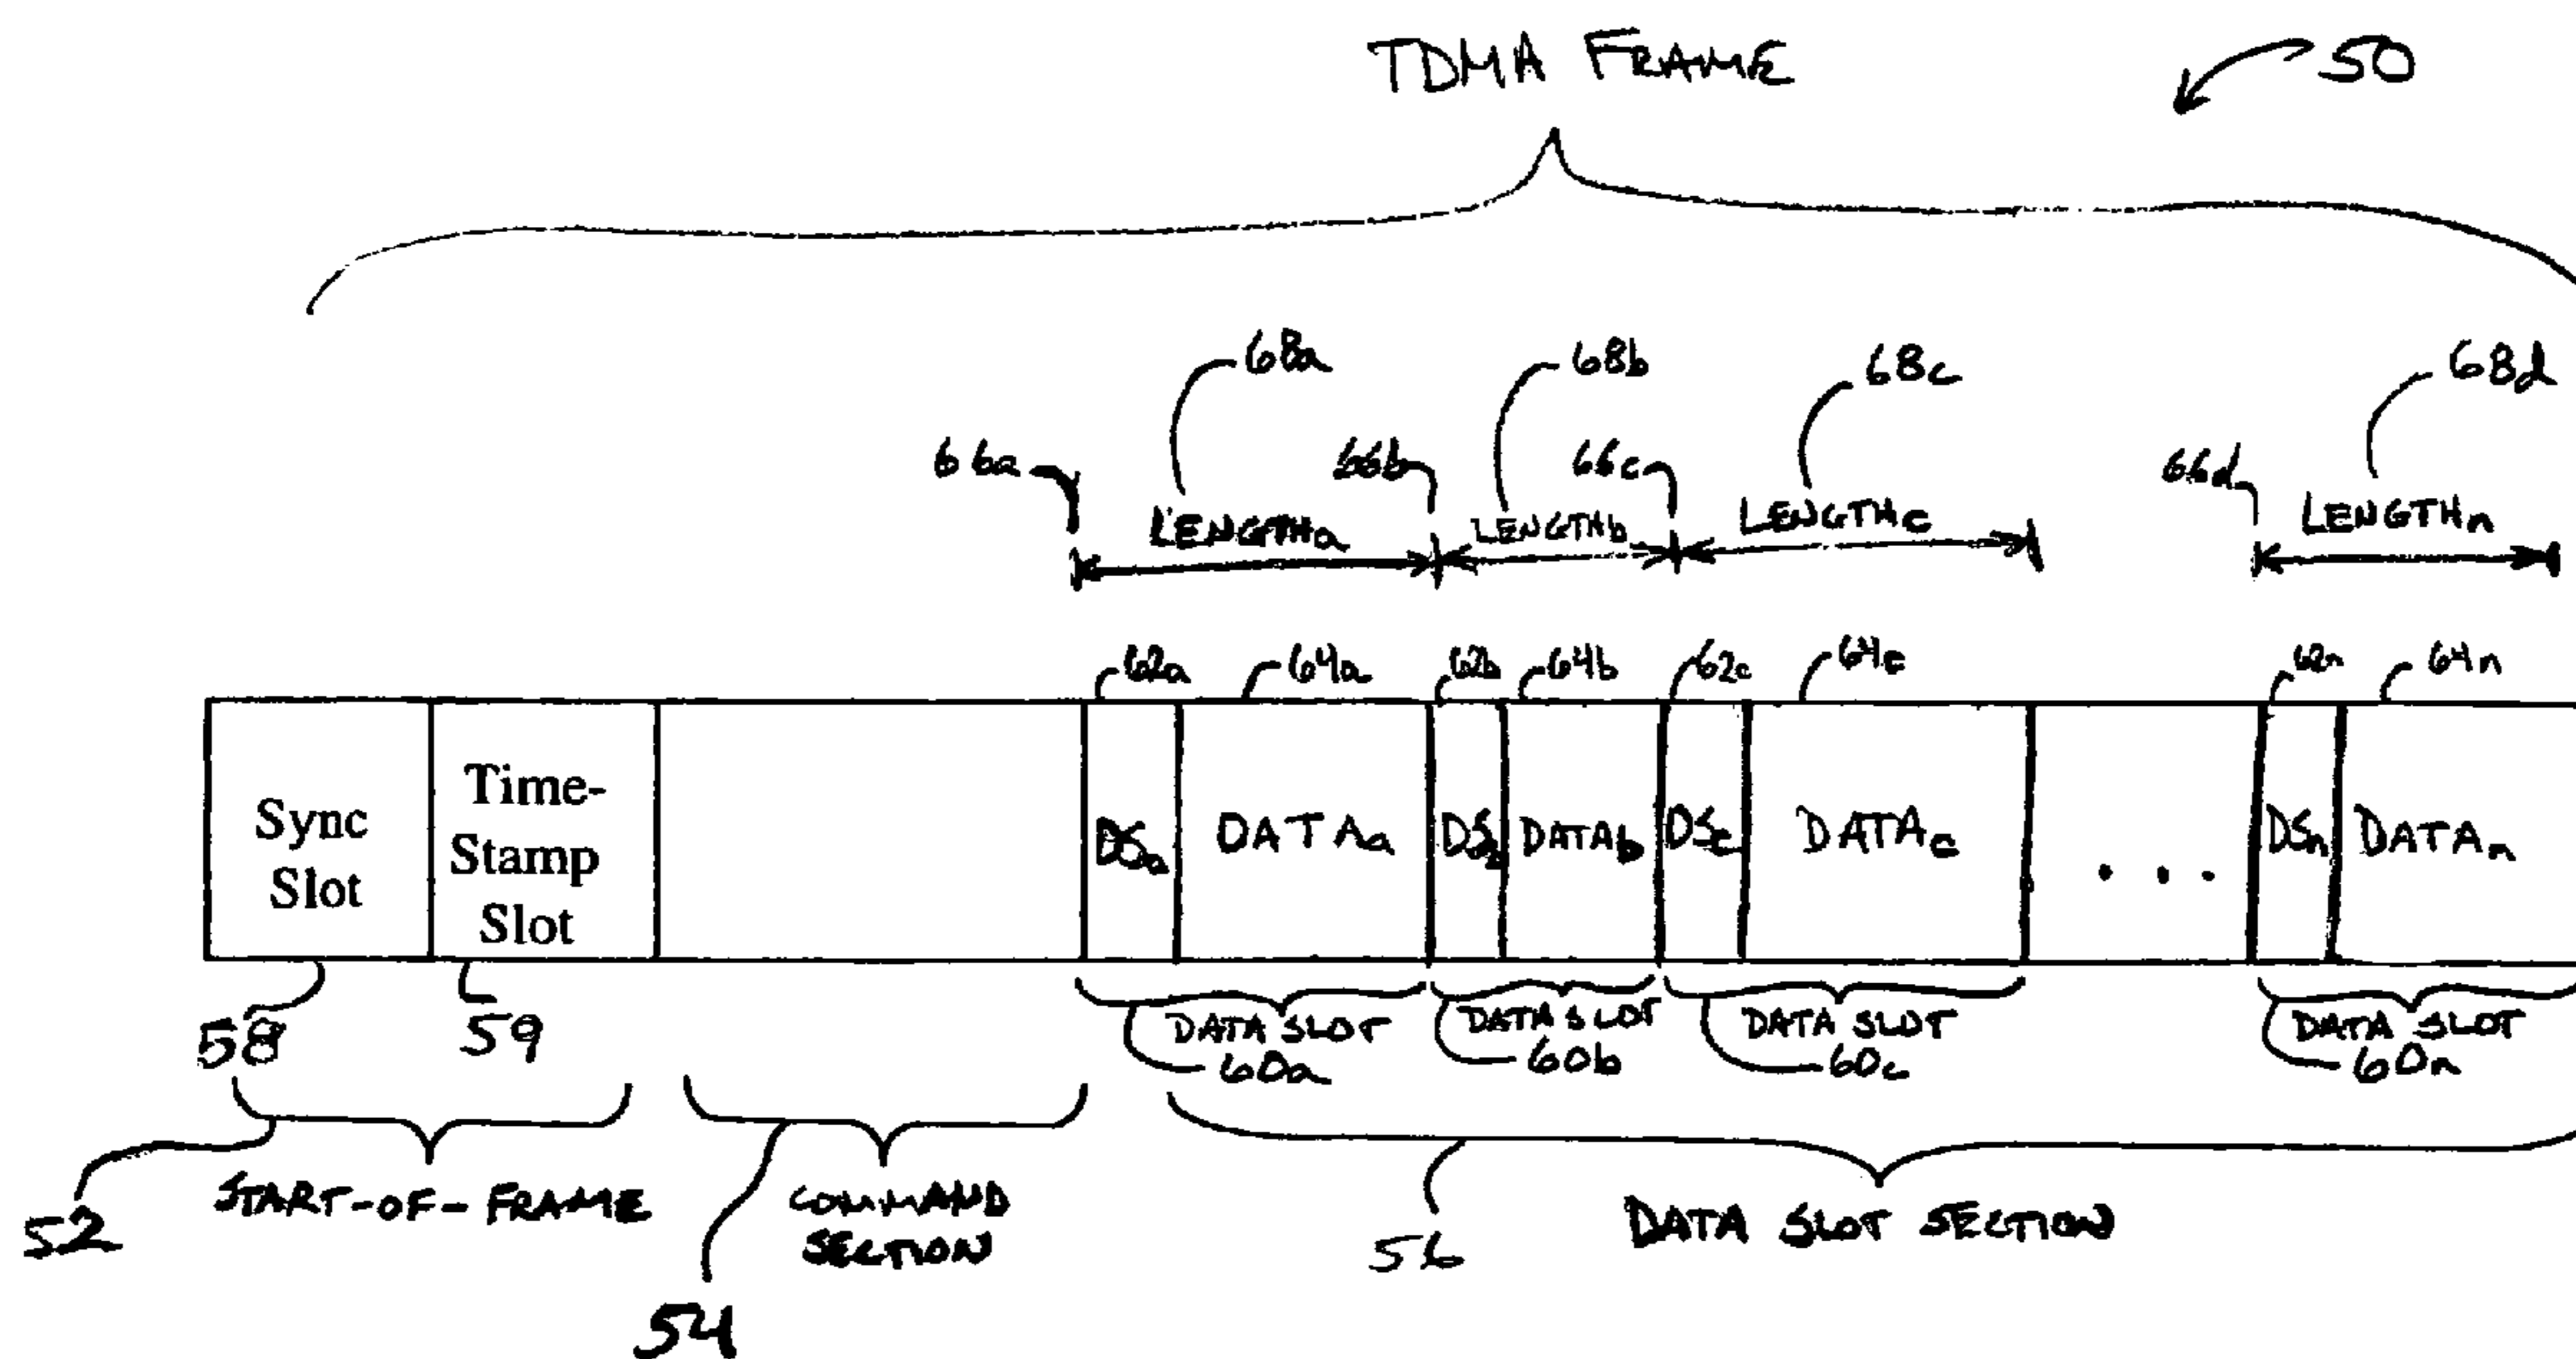 TDMA FRAME
50
68a
68b
68c
68d
66a
66b
66c
66d
LENGTHa
LENGTHb
LENGTHc
LENGTHn
62a
64a
62b
64b
62c
64c
62n
64n
Sync
Slot
Time-
Stamp
Slot
DSa
DATAa
DSb
DATAb
DSc
DATAc
. . .
DSn
DATAn
58
59
DATA SLOT
60a
DATA SLOT
60b
DATA SLOT
60c
DATA SLOT
60n
52
START-OF-FRAME
54
COMMAND
SECTION
56
DATA SLOT SECTION